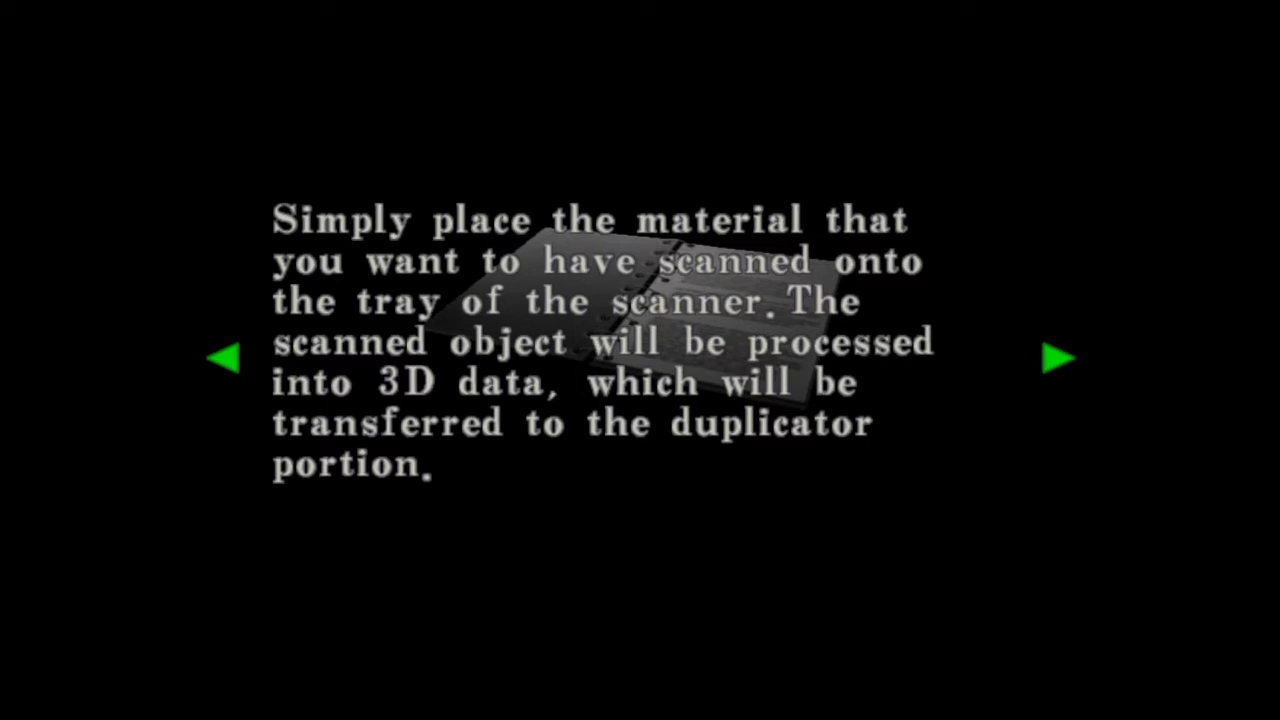 Simply place the material that
you want to have scanned onto
the tray of the scanner. The
scanned object will be processed
into 3D data, which will be
transferred to the duplicator
portion.